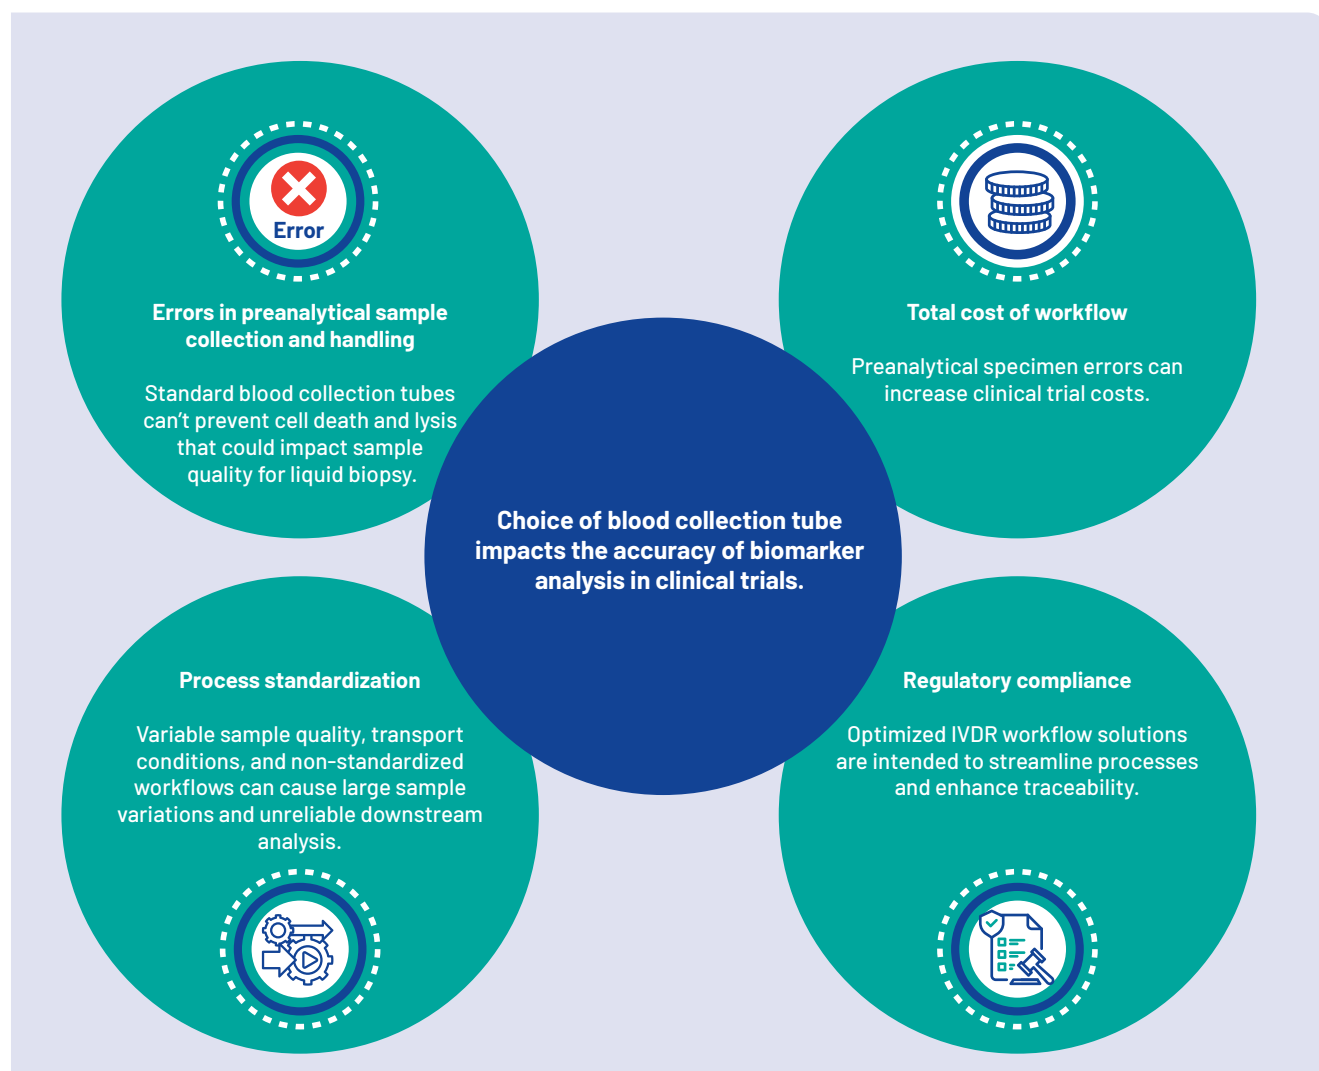 Error
Errors in preanalytical sample
collection and handling
Standard blood collection tubes
can't prevent cell death and lysis
that could impact sample
quality for liquid biopsy.
Total cost of workflow
Preanalytical specimen errors can
increase clinical trial costs.
Choice of blood collection tube
impacts the accuracy of biomarker
analysis in clinical trials.
Process standardization
Variable sample quality, transport
conditions, and non-standardized
workflows can cause large sample
variations and unreliable downstream
analysis.
Regulatory compliance
Optimized IVDR workflow solutions
are intended to streamline processes
and enhance traceability.